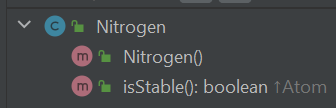 Nitrogen
Nitrogen()
isStable(): boolean ↑Atom